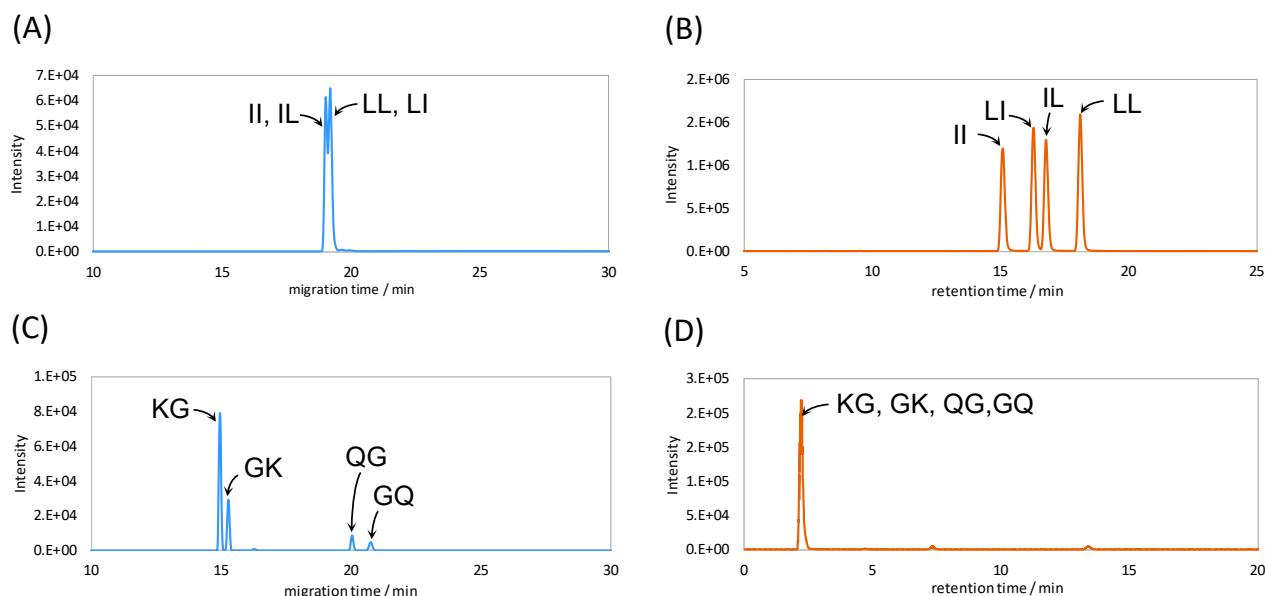 (A)
7.E+04
6.E+04
5.E+04
4.E+04
3.E+04
2.E+04
1.E+04
0.E+00
Intensity
II, IL
LL, LI
10 15 20 25 30
migration time / min
(B)
2.E+06
2.E+06
1.E+06
5.E+05
0.E+00
Intensity
II
LI
IL
LL
5 10 15 20 25
retention time / min
(C)
1.E+05
8.E+04
6.E+04
4.E+04
2.E+04
0.E+00
Intensity
KG
GK
QG
GQ
10 15 20 25 30
migration time / min
(D)
3.E+05
2.E+05
2.E+05
1.E+05
5.E+04
0.E+00
Intensity
KG, GK, QG,GQ
0 5 10 15 20
retention time / min